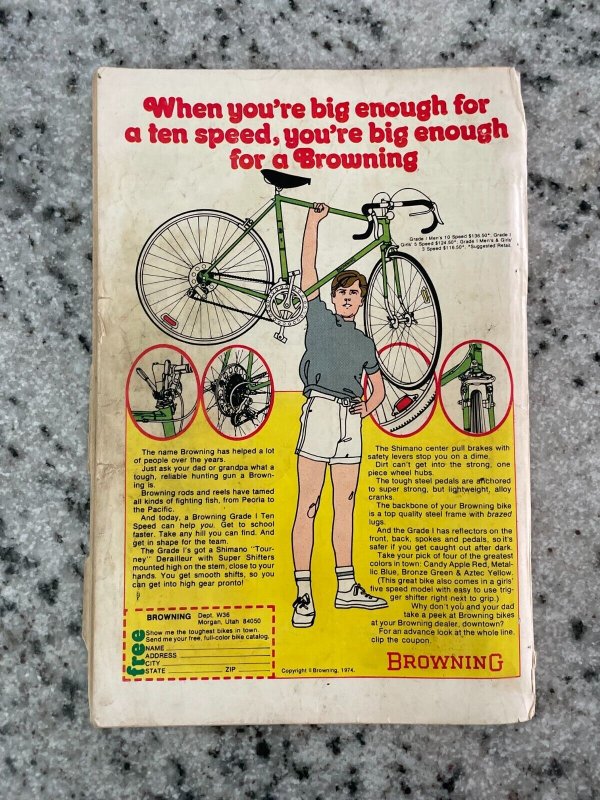 When you're big enough for
a ten speed, you're big enough
for a Browning
Grade I Men's 10 Speed $136.50*; Grade I
Girls' 5 Speed $124.50*; Grade I Men's & Girls'
3 Speed $116.50*. *Suggested Retail
The name Browning has helped a lot
of people over the years.
Just ask your dad or grandpa what a
tough, reliable hunting gun a Brown-
ing is.
Browning rods and reels have tamed
all kinds of fighting fish, from Peoria to
the Pacific.
And today, a Browning Grade I Ten
Speed can help you. Get to school
faster. Take any hill you can find. And
get in shape for the team.
The Grade I's got a Shimano "Tour-
ney" Derailleur with Super Shifters
mounted high on the stem, close to your
hands. You get smooth shifts, so you
can get into high gear pronto!
The Shimano center pull brakes with
safety levers stop you on a dime.
Dirt can't get into the strong, one
piece wheel hubs.
The tough steel pedals are anchored
to super strong, but lightweight, alloy
cranks.
The backbone of your Browning bike
is a top quality steel frame with brazed
lugs.
And the Grade I has reflectors on the
front, back, spokes and pedals, so it's
safer if you get caught out after dark.
Take your pick of four of the greatest
colors in town: Candy Apple Red, Metal-
lic Blue, Bronze Green & Aztec Yellow.
(This great bike also comes in a girls'
five speed model with easy to use trig-
ger shifter right next to grip.)
Why don't you and your dad
take a peek at Browning bikes
at your Browning dealer, downtown?
For an advance look at the whole line,
clip the coupon.
BROWNING
BROWNING Dept. W36
Morgan, Utah 84050
free
Show me the toughest bikes in town.
Send me your free, full-color bike catalog.
NAME
ADDRESS
CITY
STATE ZIP
Copyright © Browning, 1974.